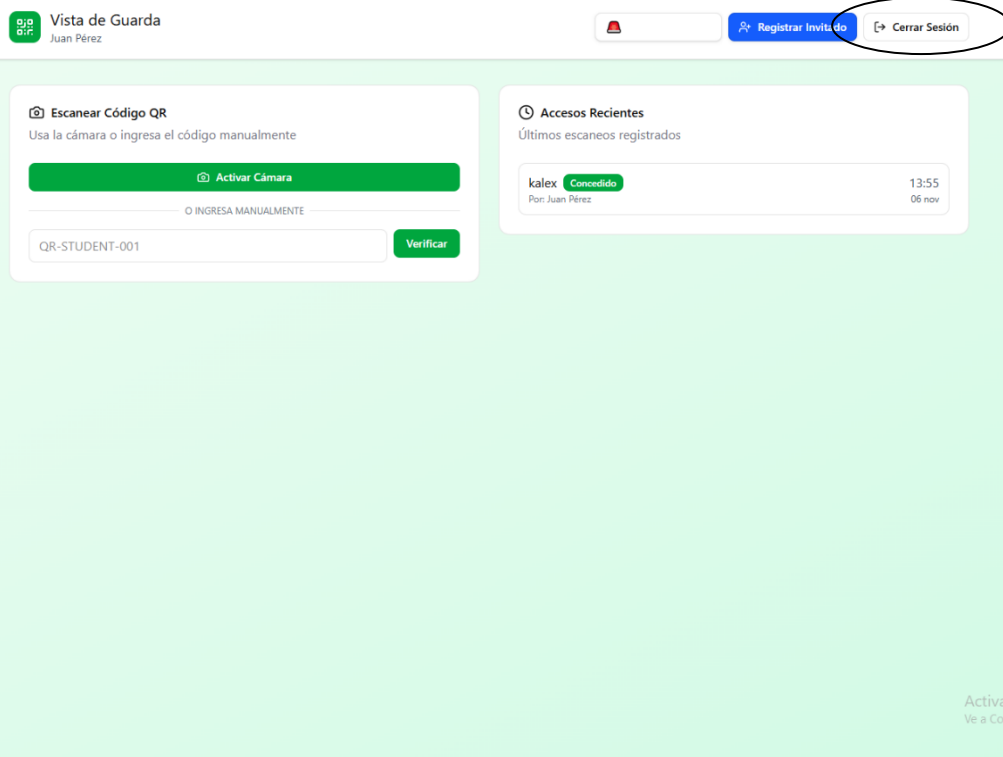 Vista de Guarda
Juan Pérez
Registrar Invitado
Cerrar Sesión
Escanear Código QR
Usa la cámara o ingresa el código manualmente
Activar Cámara
O INGRESA MANUALMENTE
QR-STUDENT-001
Verificar
Accesos Recientes
Últimos escaneos registrados
kalex Concedido 13:55
Por: Juan Pérez 06 nov
Ve a